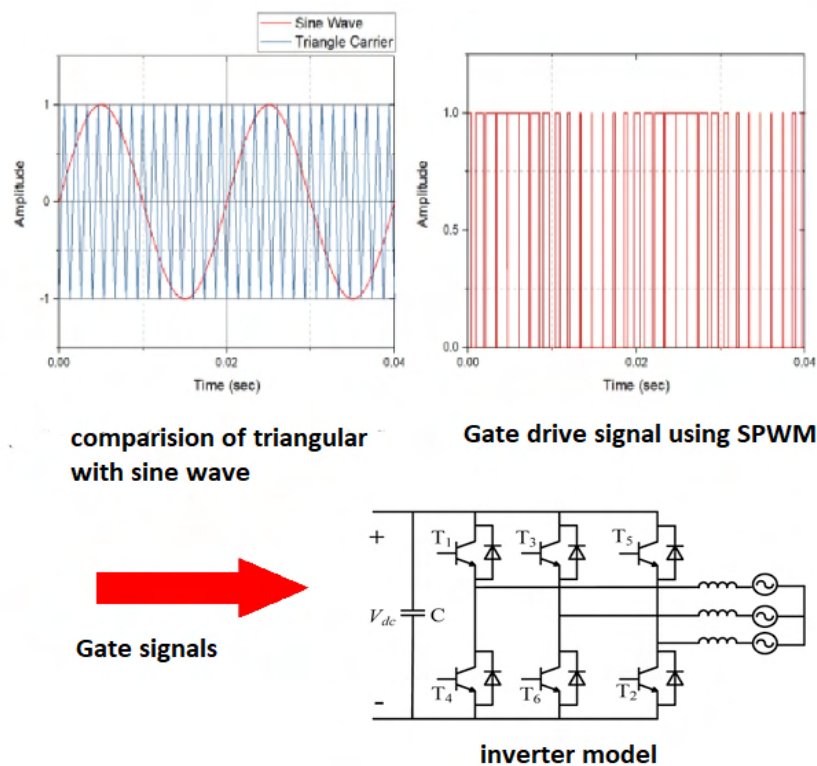 Sine Wave
Triangle Carrier
1
0
-1
Amplitude
0.00
0.02
0.04
Time (sec)
1.0
0.5
0.0
Amplitude
0.00
0.02
0.04
Time (sec)
comparision of triangular
with sine wave
Gate drive signal using SPWM
Gate signals
+
V_dc
C
-
T1
T3
T5
T4
T6
T2
inverter model